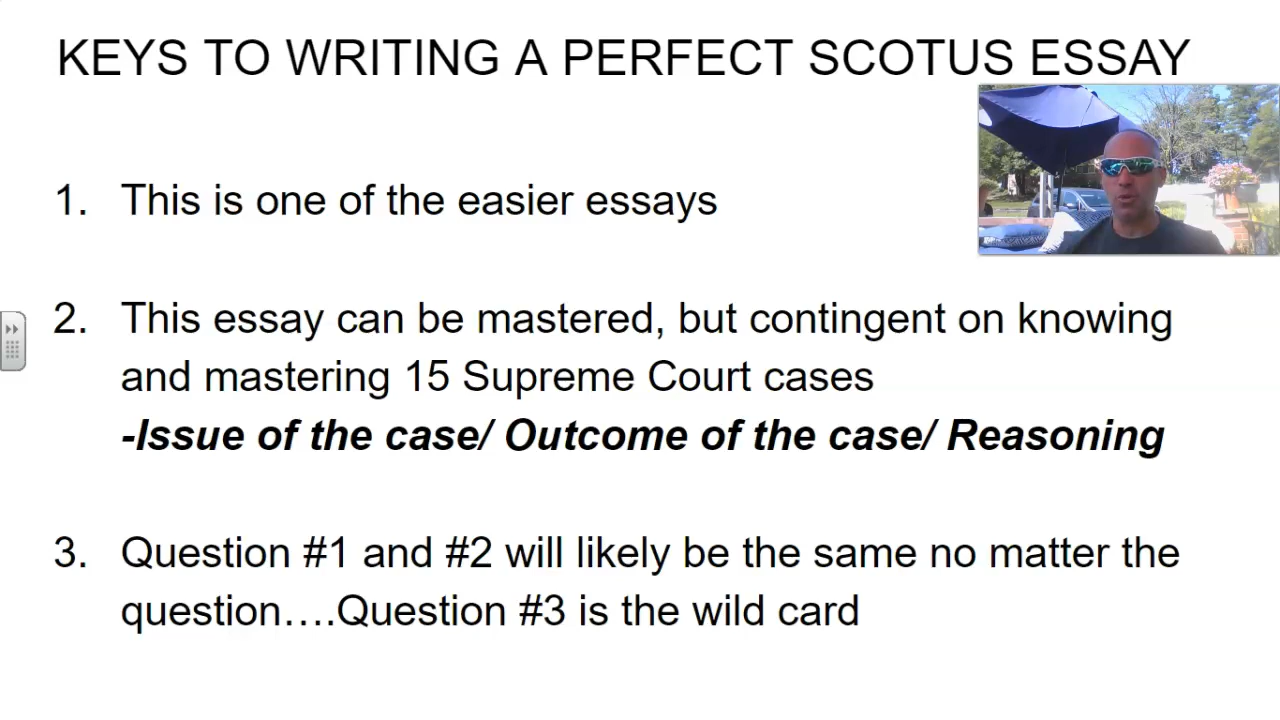 KEYS TO WRITING A PERFECT SCOTUS ESSAY
1. This is one of the easier essays
2. This essay can be mastered, but contingent on knowing
and mastering 15 Supreme Court cases
-Issue of the case/ Outcome of the case/ Reasoning
3. Question #1 and #2 will likely be the same no matter the
question….Question #3 is the wild card